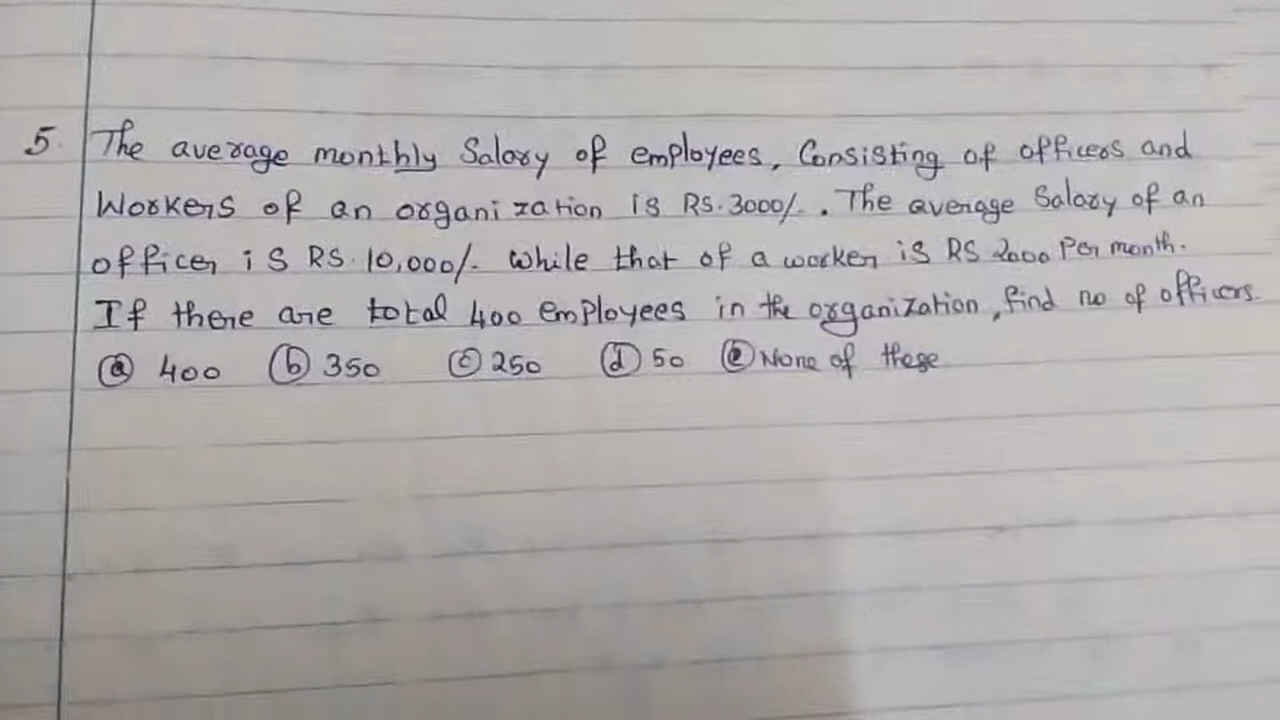 5. The average monthly Salary of employees, Consisting of officers and
Workers of an organization is RS. 3000/- . The average Salary of an
officer is RS. 10,000/- while that of a worker is RS 2000 Per month.
If there are total 400 employees in the organization, find no of officers
(a) 400 (b) 350 (c) 250 (d) 50 (e) None of these